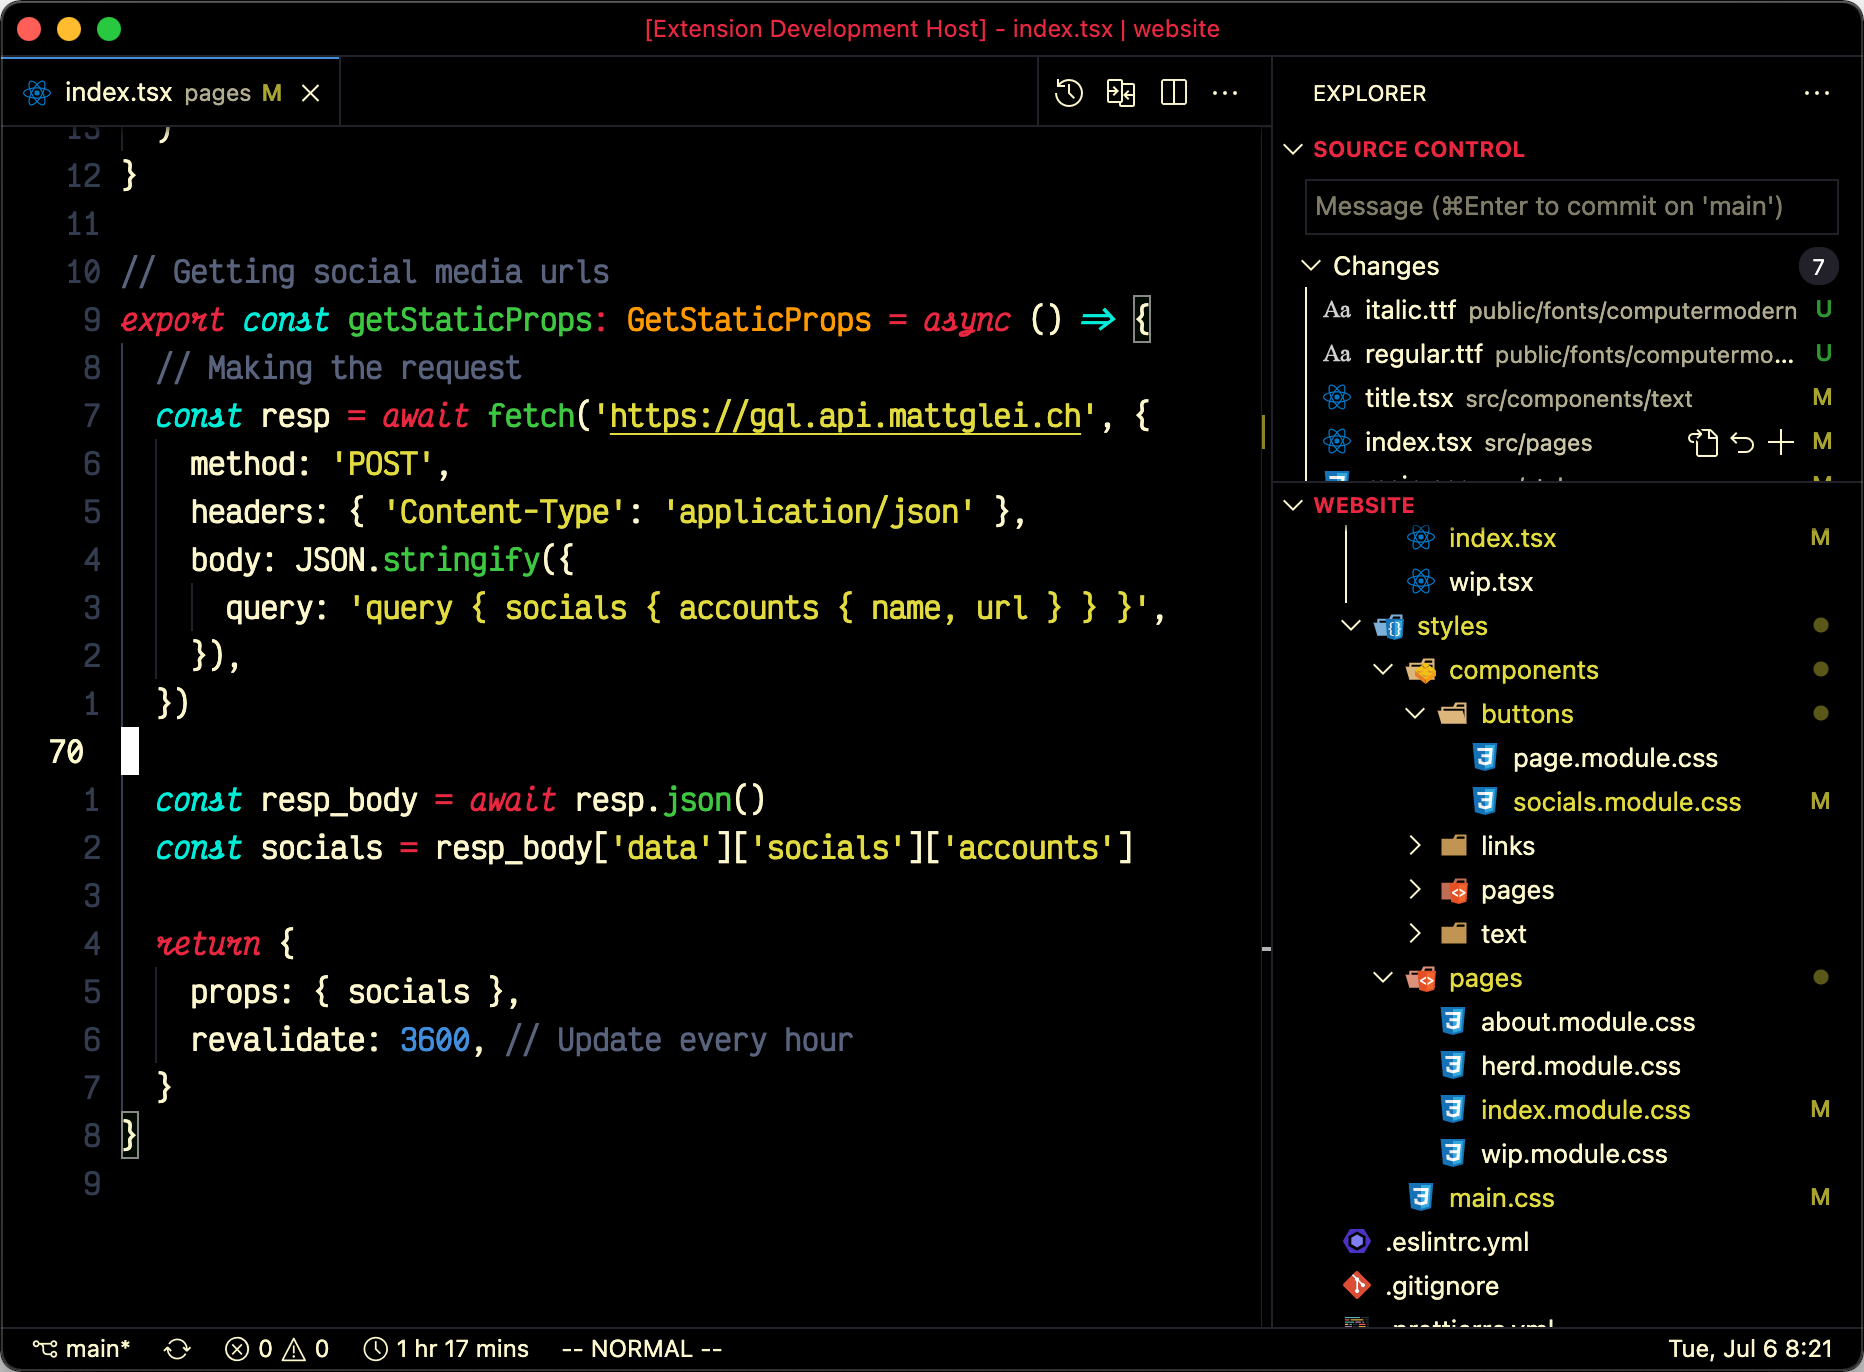 [Extension Development Host] - index.tsx | website
index.tsx pages M
13 }
12 }
11
10 // Getting social media urls
9 export const getStaticProps: GetStaticProps = async () => {
8 // Making the request
7 const resp = await fetch('https://gql.api.mattglei.ch', {
6 method: 'POST',
5 headers: { 'Content-Type': 'application/json' },
4 body: JSON.stringify({
3 query: 'query { socials { accounts { name, url } } }',
2 }),
1 })
70
1 const resp_body = await resp.json()
2 const socials = resp_body['data']['socials']['accounts']
3
4 return {
5 props: { socials },
6 revalidate: 3600, // Update every hour
7 }
8 }
9
EXPLORER
SOURCE CONTROL
Message (⌘Enter to commit on 'main')
Changes 7
Aa italic.ttf public/fonts/computermodern U
Aa regular.ttf public/fonts/computermo... U
title.tsx src/components/text M
index.tsx src/pages M
WEBSITE
index.tsx M
wip.tsx
styles
components
buttons
page.module.css
socials.module.css M
links
pages
text
pages
about.module.css
herd.module.css
index.module.css M
wip.module.css
main.css M
.eslintrc.yml
.gitignore
.prettierrc.yml
main* 0 0 1 hr 17 mins -- NORMAL --
Tue, Jul 6 8:21